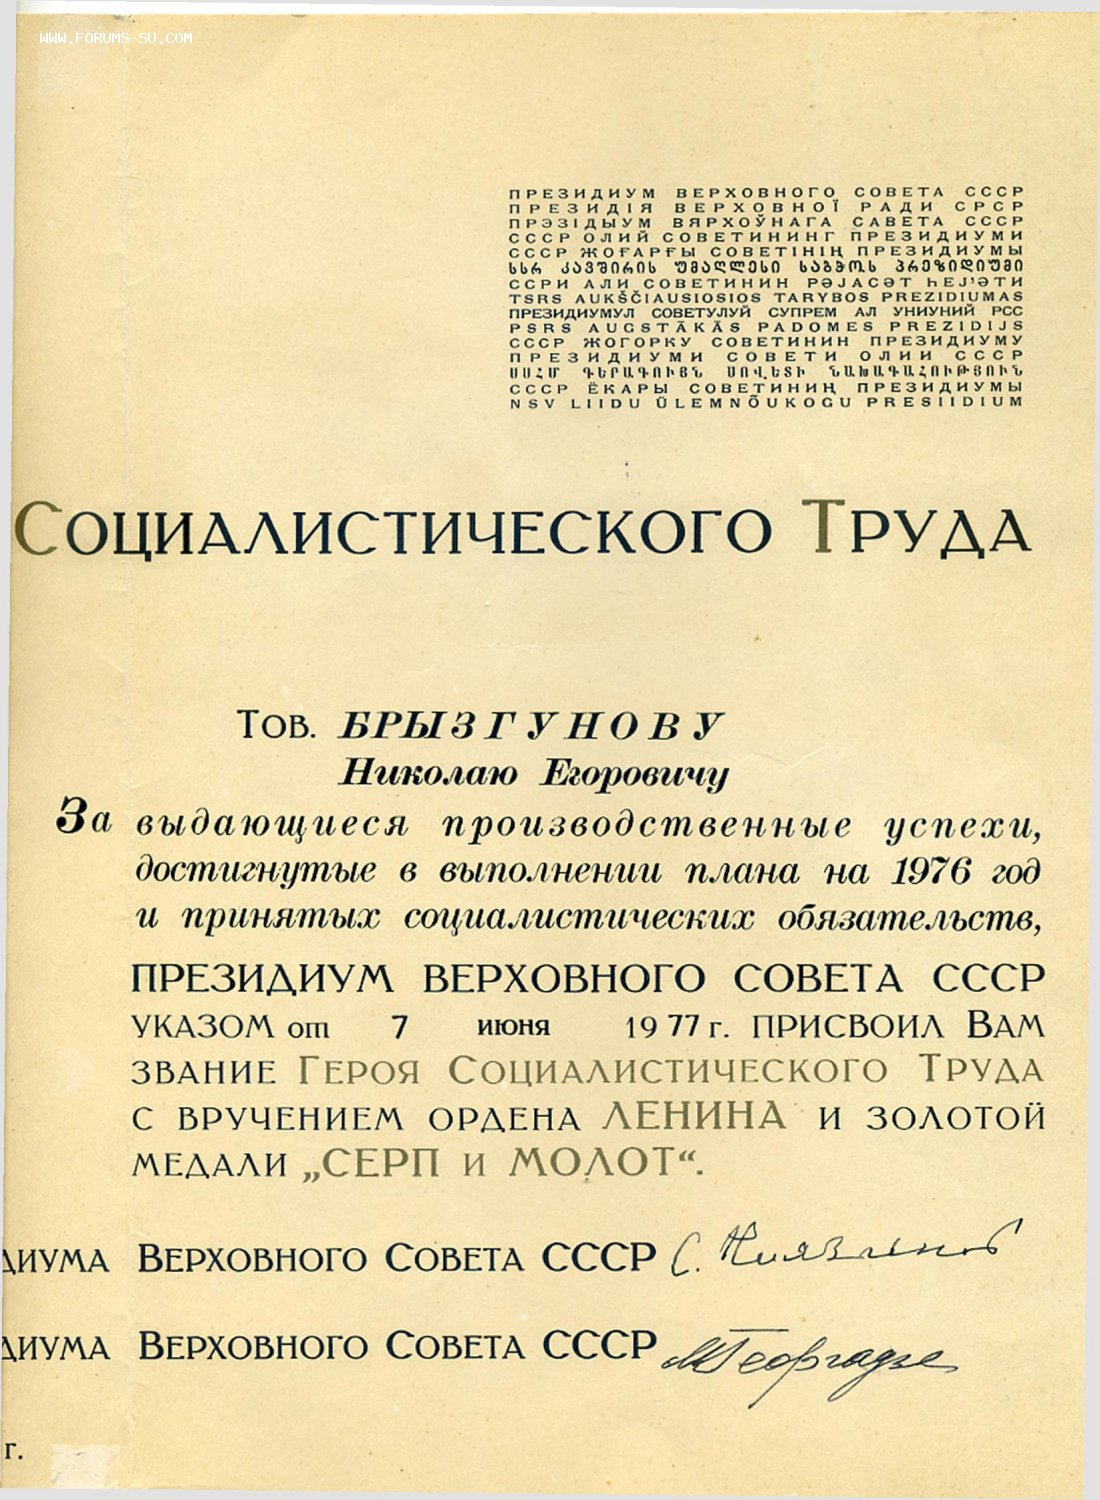 WWW.FORUMS-SU.COM
ПРЕЗИДИУМ ВЕРХОВНОГО СОВЕТА СССР
ПРЕЗИДІЯ ВЕРХОВНОЇ РАДИ СРСР
ПРЭЗІДЫУМ ВЯРХОЎНАГА САВЕТА СССР
СССР ОЛИЙ СОВЕТИНИНГ ПРЕЗИДИУМИ
СССР ЖОҒАРҒЫ СОВЕТІНІҢ ПРЕЗИДИУМЫ
სსრ კავშირის უმაღლესი საბჭოს პრეზიდიუმი
ССРИ АЛИ СОВЕТИНИН РӘЈАСӘТ ҺЕЈ'ӘТИ
TSRS AUKŠČIAUSIOSIOS TARYBOS PREZIDIUMAS
ПРЕЗИДИУМУЛ СОВЕТУЛУЙ СУПРЕМ АЛ УНИУНИЙ РСС
PSRS AUGSTĀKĀS PADOMES PREZIDIJS
СССР ЖОГОРКУ СОВЕТИНИН ПРЕЗИДИУМУ
ПРЕЗИДИУМИ СОВЕТИ ОЛИИ СССР
ՍՍՀՄ ԳԵՐԱԳՈՒՅՆ ՍՈՎԵՏԻ ՆԱԽԱԳԱՀՈՒԹՅՈՒՆ
СССР ЁКАРЫ СОВЕТИНИҢ ПРЕЗИДИУМЫ
NSV LIIDU ÜLEMNÕUKOGU PRESIIDIUM
СОЦИАЛИСТИЧЕСКОГО ТРУДА
ТОВ. БРЫЗГУНОВУ
Николаю Егоровичу
За выдающиеся производственные успехи,
достигнутые в выполнении плана на 1976 год
и принятых социалистических обязательств,
ПРЕЗИДИУМ ВЕРХОВНОГО СОВЕТА СССР
УКАЗОМ от 7 июня 1977 г. ПРИСВОИЛ ВАМ
ЗВАНИЕ ГЕРОЯ СОЦИАЛИСТИЧЕСКОГО ТРУДА
С ВРУЧЕНИЕМ ОРДЕНА ЛЕНИНА И ЗОЛОТОЙ
МЕДАЛИ „СЕРП И МОЛОТ“.
ДИУМА ВЕРХОВНОГО СОВЕТА СССР
ДИУМА ВЕРХОВНОГО СОВЕТА СССР М Георгадзе
г.